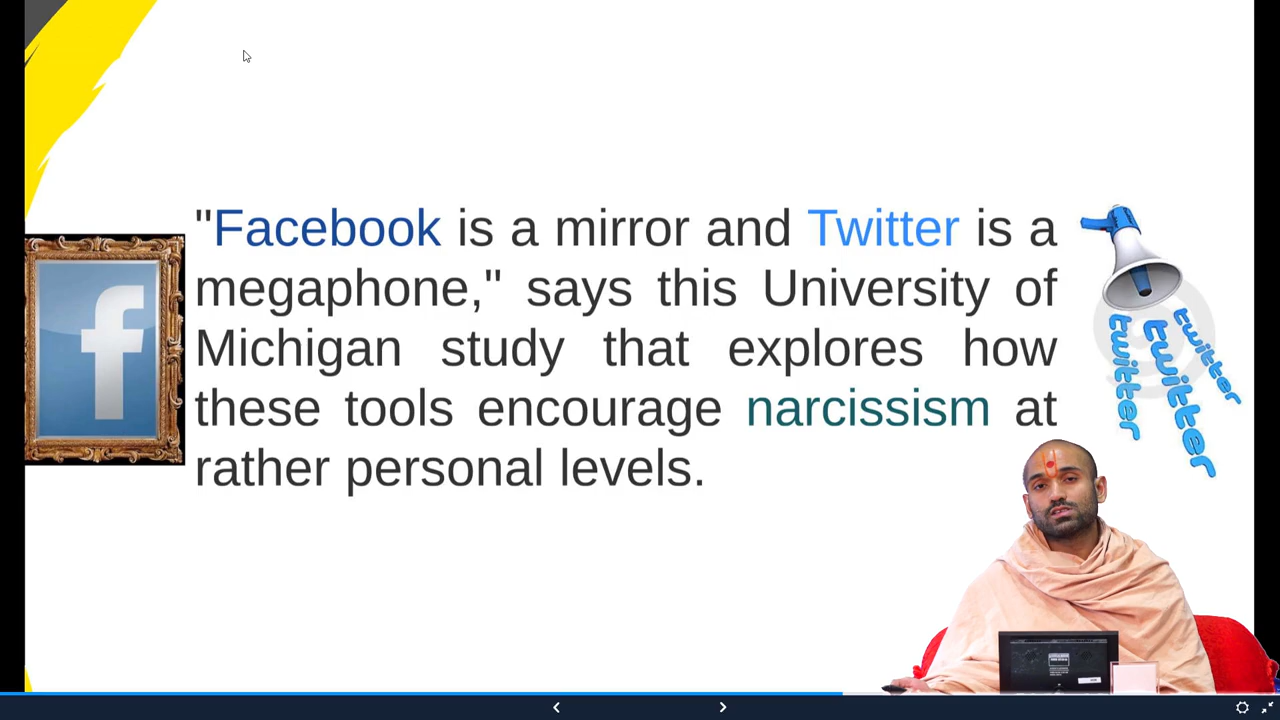 "Facebook is a mirror and Twitter is a
megaphone," says this University of
Michigan study that explores how
these tools encourage narcissism at
rather personal levels.
f
twitter
twitter
twitter